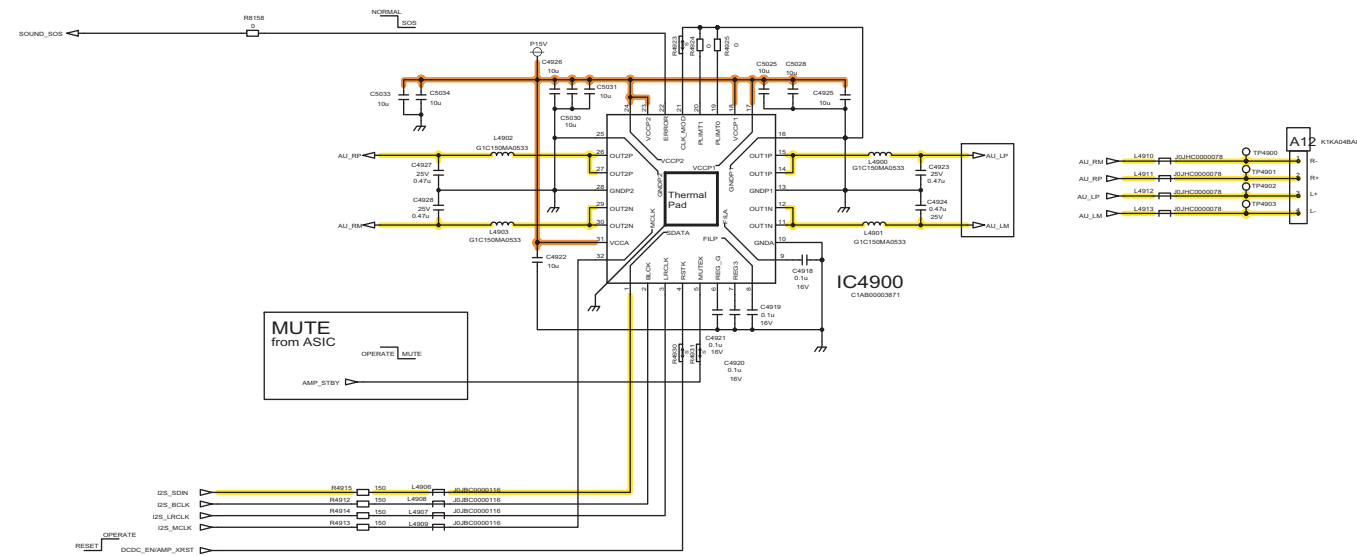 NORMAL
SOS
R8158
0
SOUND_SOS
P15V
C4926
10u
R4923
R4924
0
R4925
0
C5033
10u
C5034
10u
C5031
10u
C5030
10u
C5025
10u
C5028
10u
C4925
10u
24
23
22
21
20
19
18
17
VCCP2
ERROR
CLK_MOD
PLIMT1
PLIMT0
VCCP1
25
16
L4902
G1C150MA0533
AU_RP
C4927
25V
0.47u
C4928
25V
0.47u
AU_RM
L4903
G1C150MA0533
26 OUT2P
27 OUT2P
28 GNDP2
29 OUT2N
30 OUT2N
31 VCCA
32
VCCP2
VCCP1
GNDP2
GNDP1
Thermal
Pad
MCLK
SDATA
FILA
FILP
OUT1P 15
OUT1P 14
GNDP1 13
OUT1N 12
OUT1N 11
GNDA 10
9
BLCK
LRCLK
RSTK
MUTEX
REG_G
REG3
1
2
3
4
5
6
7
8
L4900
G1C150MA0533
AU_LP
C4923
25V
0.47u
C4924
0.47u
25V
L4901
G1C150MA0533
AU_LM
C4922
10u
C4918
0.1u
16V
IC4900
C1AB00003871
C4919
0.1u
16V
C4921
0.1u
16V
C4920
0.1u
16V
R4930
R4931
MUTE
from ASIC
OPERATE
MUTE
AMP_STBY
I2S_SDIN R4915 150 L4906 J0JBC0000116
I2S_BCLK R4912 150 L4908 J0JBC0000116
I2S_LRCLK R4914 150 L4907 J0JBC0000116
I2S_MCLK R4913 150 L4909 J0JBC0000116
OPERATE
RESET
DCDC_EN/AMP_XRST
A12
AU_RM L4910 J0JHC0000078 TP4900 1 R-
AU_RP L4911 J0JHC0000078 TP4901 2 R+
AU_LP L4912 J0JHC0000078 TP4902 3 L+
AU_LM L4913 J0JHC0000078 TP4903 4 L-